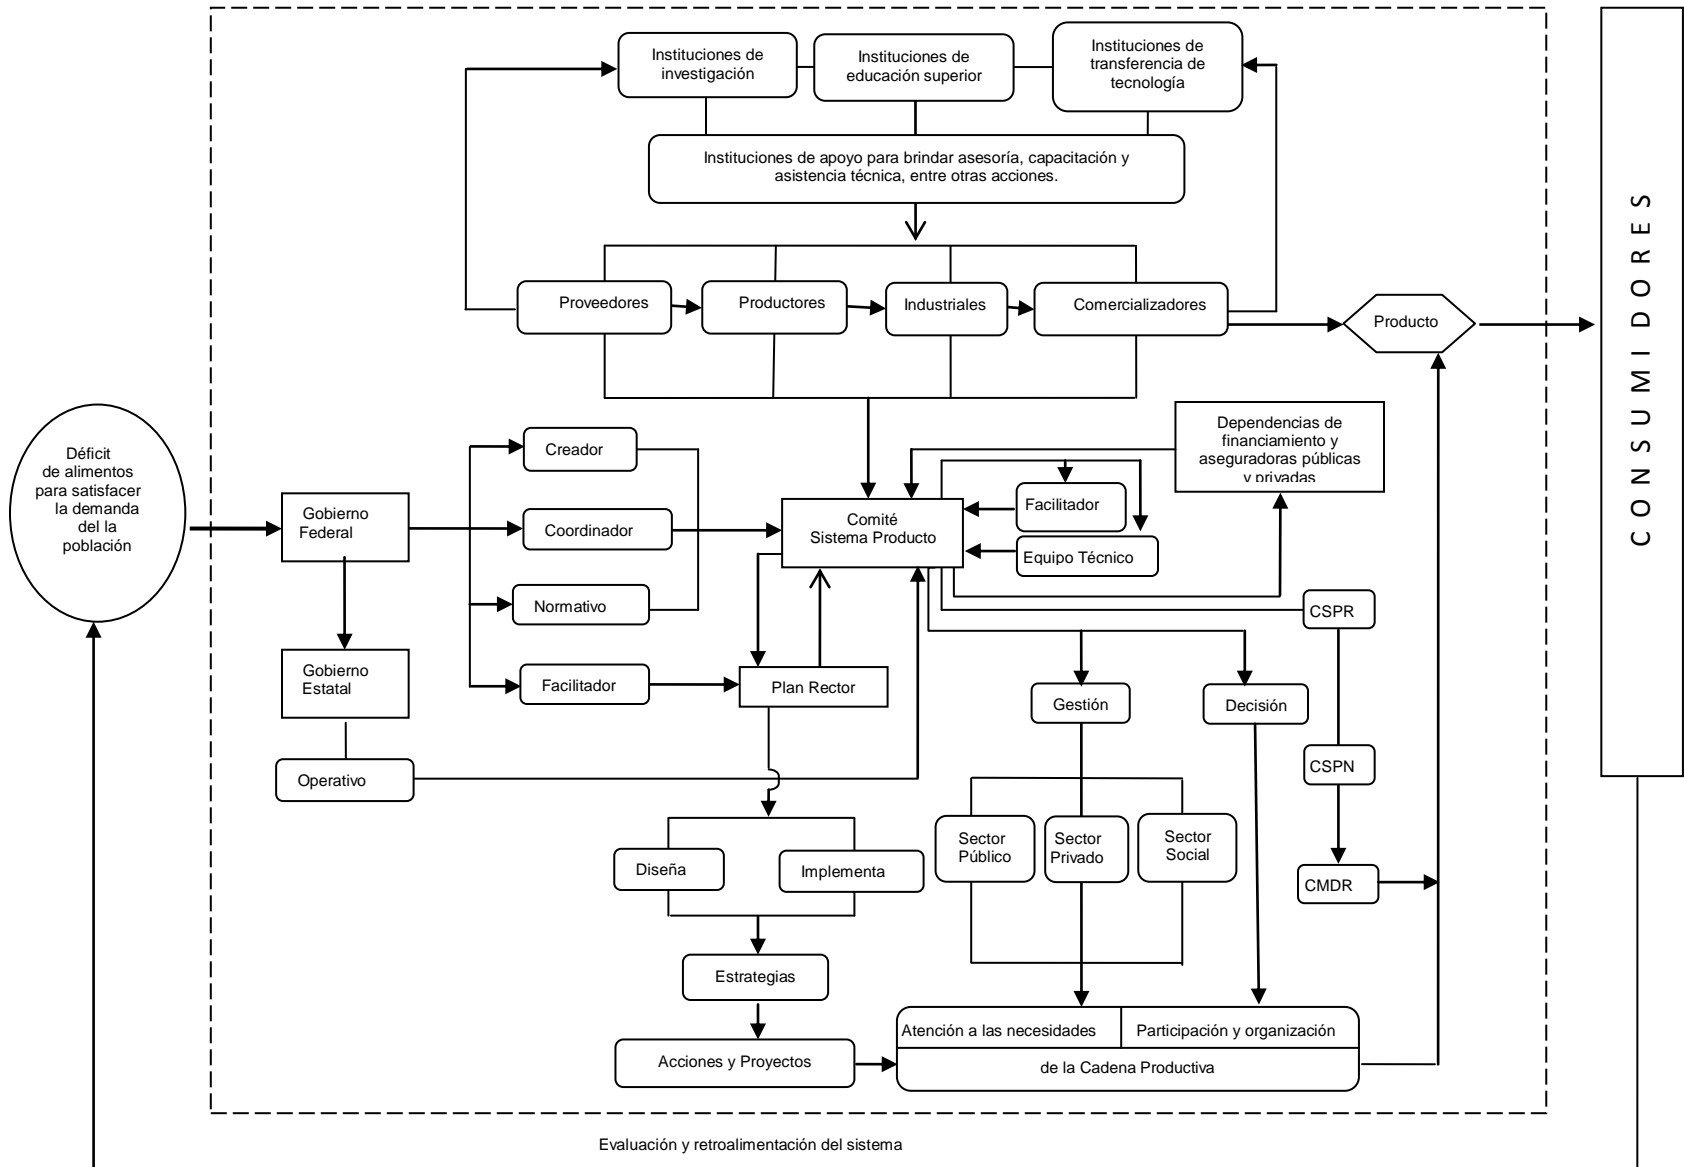 Instituciones de
investigación
Instituciones de
educación superior
Instituciones de
transferencia de
tecnología
Instituciones de apoyo para brindar asesoría, capacitación y
asistencia técnica, entre otras acciones.
Proveedores
Productores
Industriales
Comercializadores
Producto
CONSUMIDORES
Déficit
de alimentos
para satisfacer
la demanda
del la
población
Gobierno
Federal
Gobierno
Estatal
Operativo
Creador
Coordinador
Normativo
Facilitador
Comité
Sistema Producto
Plan Rector
Dependencias de
financiamiento y
aseguradoras públicas
y privadas
Facilitador
Equipo Técnico
CSPR
CSPN
CMDR
Gestión
Decisión
Sector
Público
Sector
Privado
Sector
Social
Diseña
Implementa
Estrategias
Acciones y Proyectos
Atención a las necesidades
Participación y organización
de la Cadena Productiva
Evaluación y retroalimentación del sistema